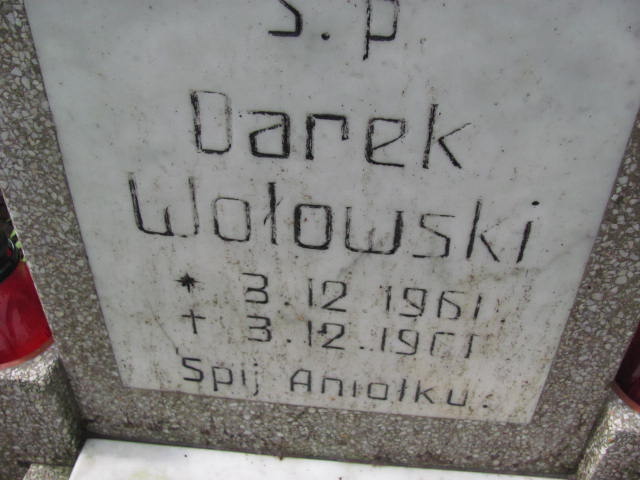 Ś.p
Darek
Wołowski
* 3.12 1961.
+ 3.12.1961
Śpij Aniołku.